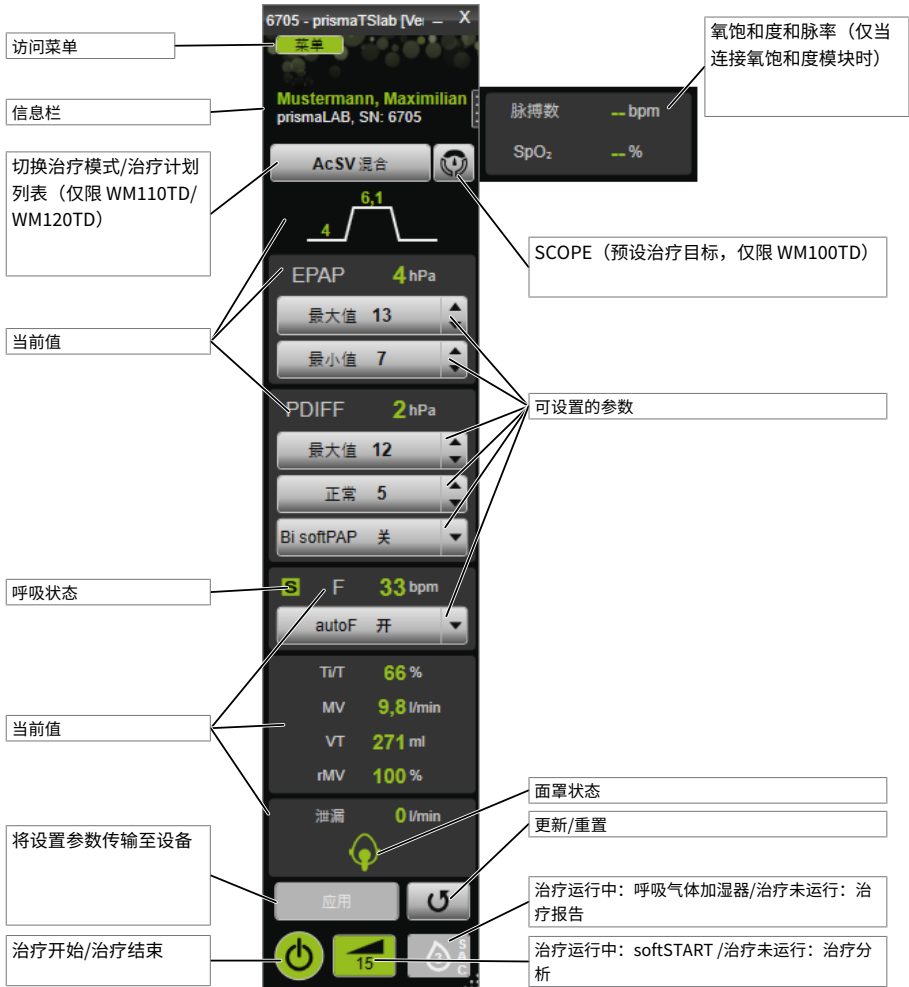 访问菜单
信息栏
切换治疗模式/治疗计划
列表（仅限 WM110TD/
WM120TD）
当前值
呼吸状态
当前值
将设置参数传输至设备
治疗开始/治疗结束
6705 - prismaTSlab [Ve
X
菜单
Mustermann, Maximilian
prismaLAB, SN: 6705
AcSV 混合
6,1
4
EPAP 4 hPa
最大值 13
最小值 7
PDIFF 2 hPa
最大值 12
正常 5
Bi softPAP 关
S F 33 bpm
autoF 开
Ti/T 66 %
MV 9,8 l/min
VT 271 ml
rMV 100 %
泄漏 0 l/min
应用
15
SAC
脉搏数 -- bpm
SpO₂ -- %
氧饱和度和脉率（仅当
连接氧饱和度模块时）
SCOPE（预设治疗目标，仅限 WM100TD）
可设置的参数
面罩状态
更新/重置
治疗运行中：呼吸气体加湿器/治疗未运行：治
疗报告
治疗运行中：softSTART /治疗未运行：治疗分
析